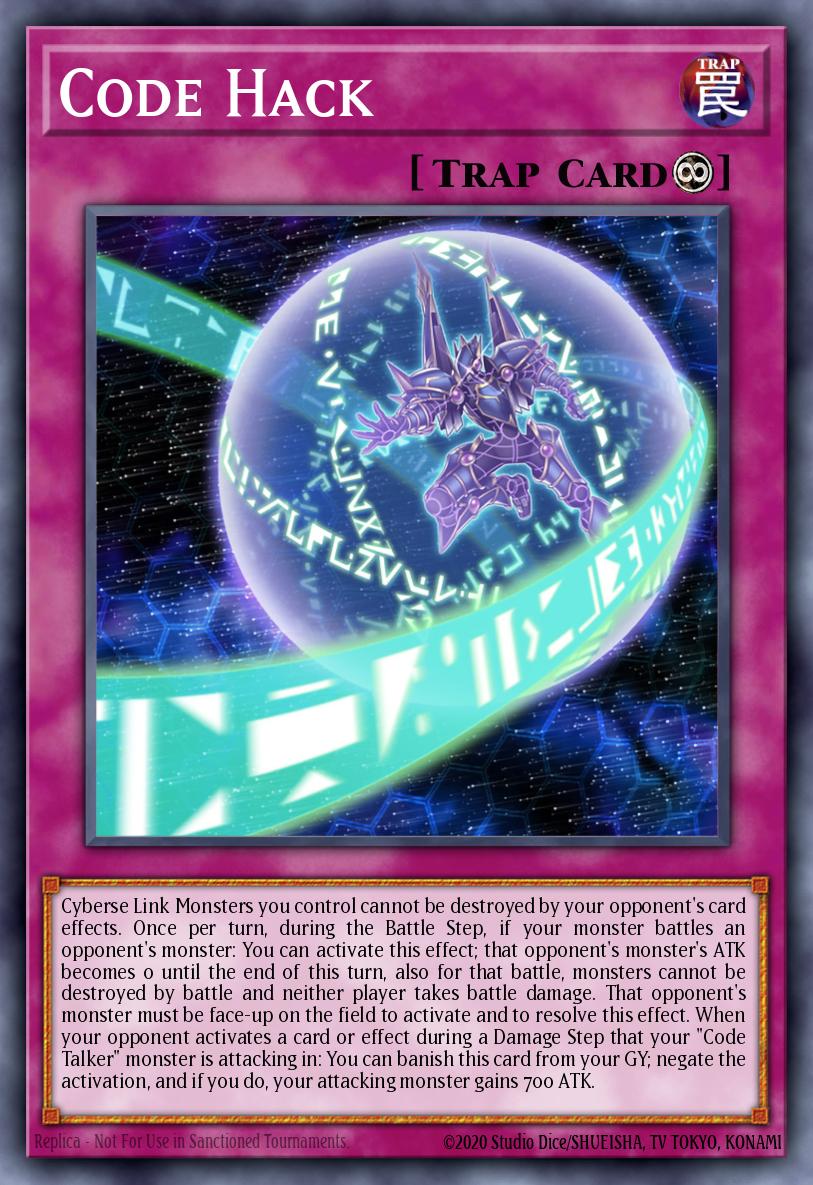 Code Hack
TRAP
罠
[Trap Card]
Cyberse Link Monsters you control cannot be destroyed by your opponent's card
effects. Once per turn, during the Battle Step, if your monster battles an
opponent's monster: You can activate this effect; that opponent's monster's ATK
becomes 0 until the end of this turn, also for that battle, monsters cannot be
destroyed by battle and neither player takes battle damage. That opponent's
monster must be face-up on the field to activate and to resolve this effect. When
your opponent activates a card or effect during a Damage Step that your "Code
Talker" monster is attacking in: You can banish this card from your GY; negate the
activation, and if you do, your attacking monster gains 700 ATK.
Replica - Not For Use in Sanctioned Tournaments.
©2020 Studio Dice/SHUEISHA, TV TOKYO, KONAMI